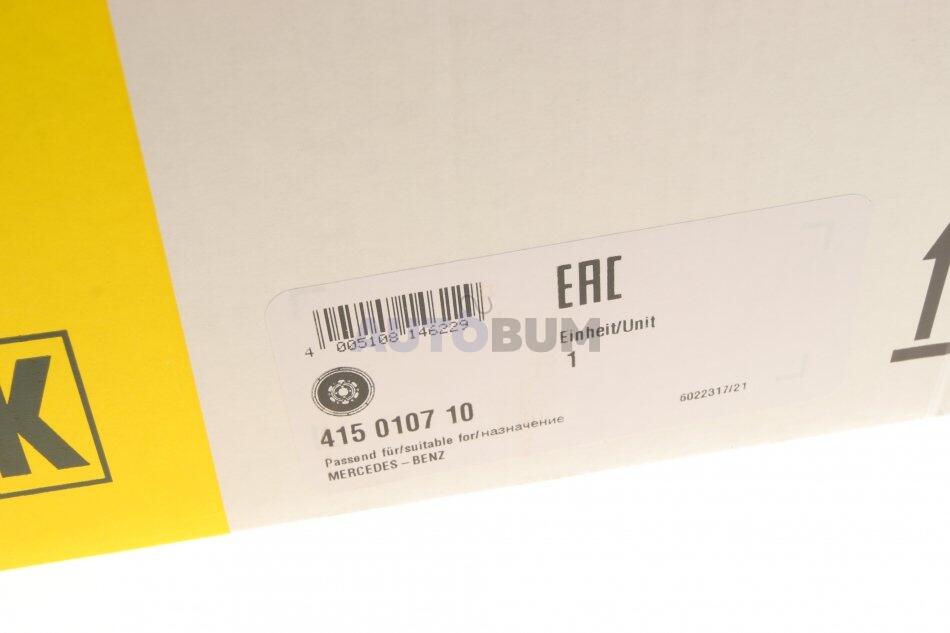 K
EAC
4 005108 146229
AUTOBUM
Einheit/Unit
1
415 0107 10
6022317/21
Passend für/suitable for/назначение
MERCEDES-BENZ